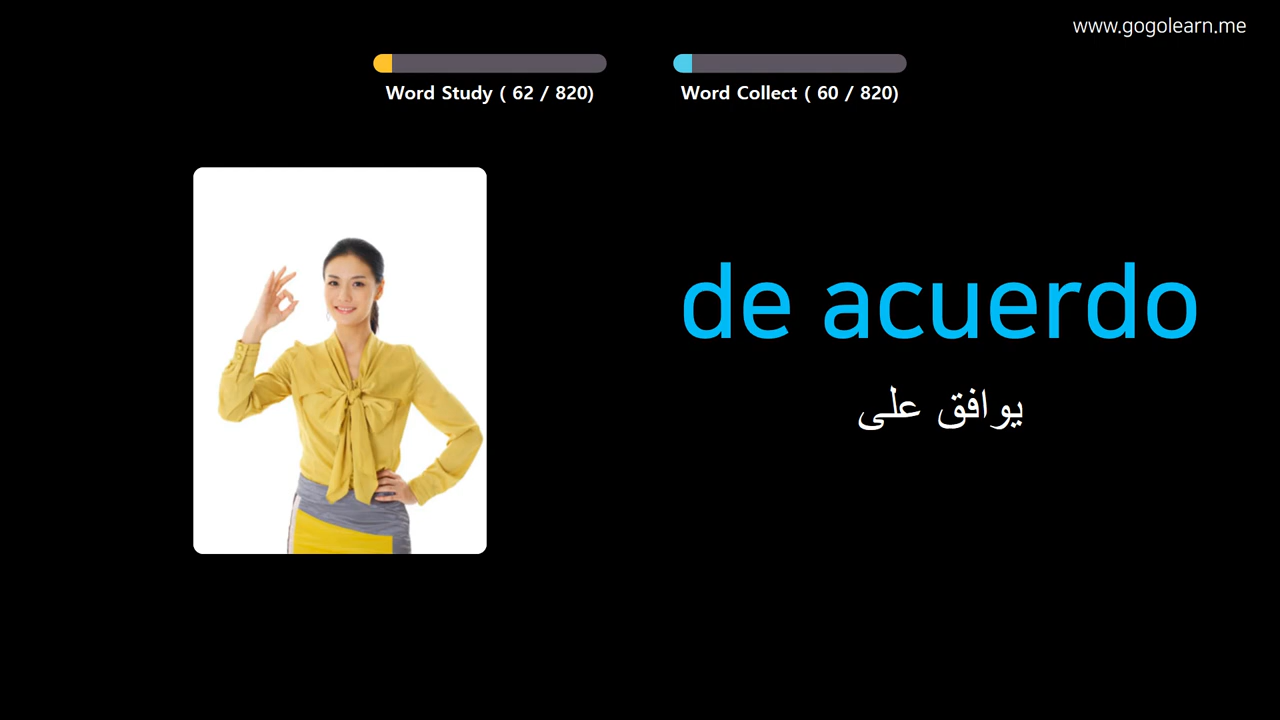 www.gogolearn.me
Word Study ( 62 / 820)
Word Collect ( 60 / 820)
de acuerdo
يوافق على